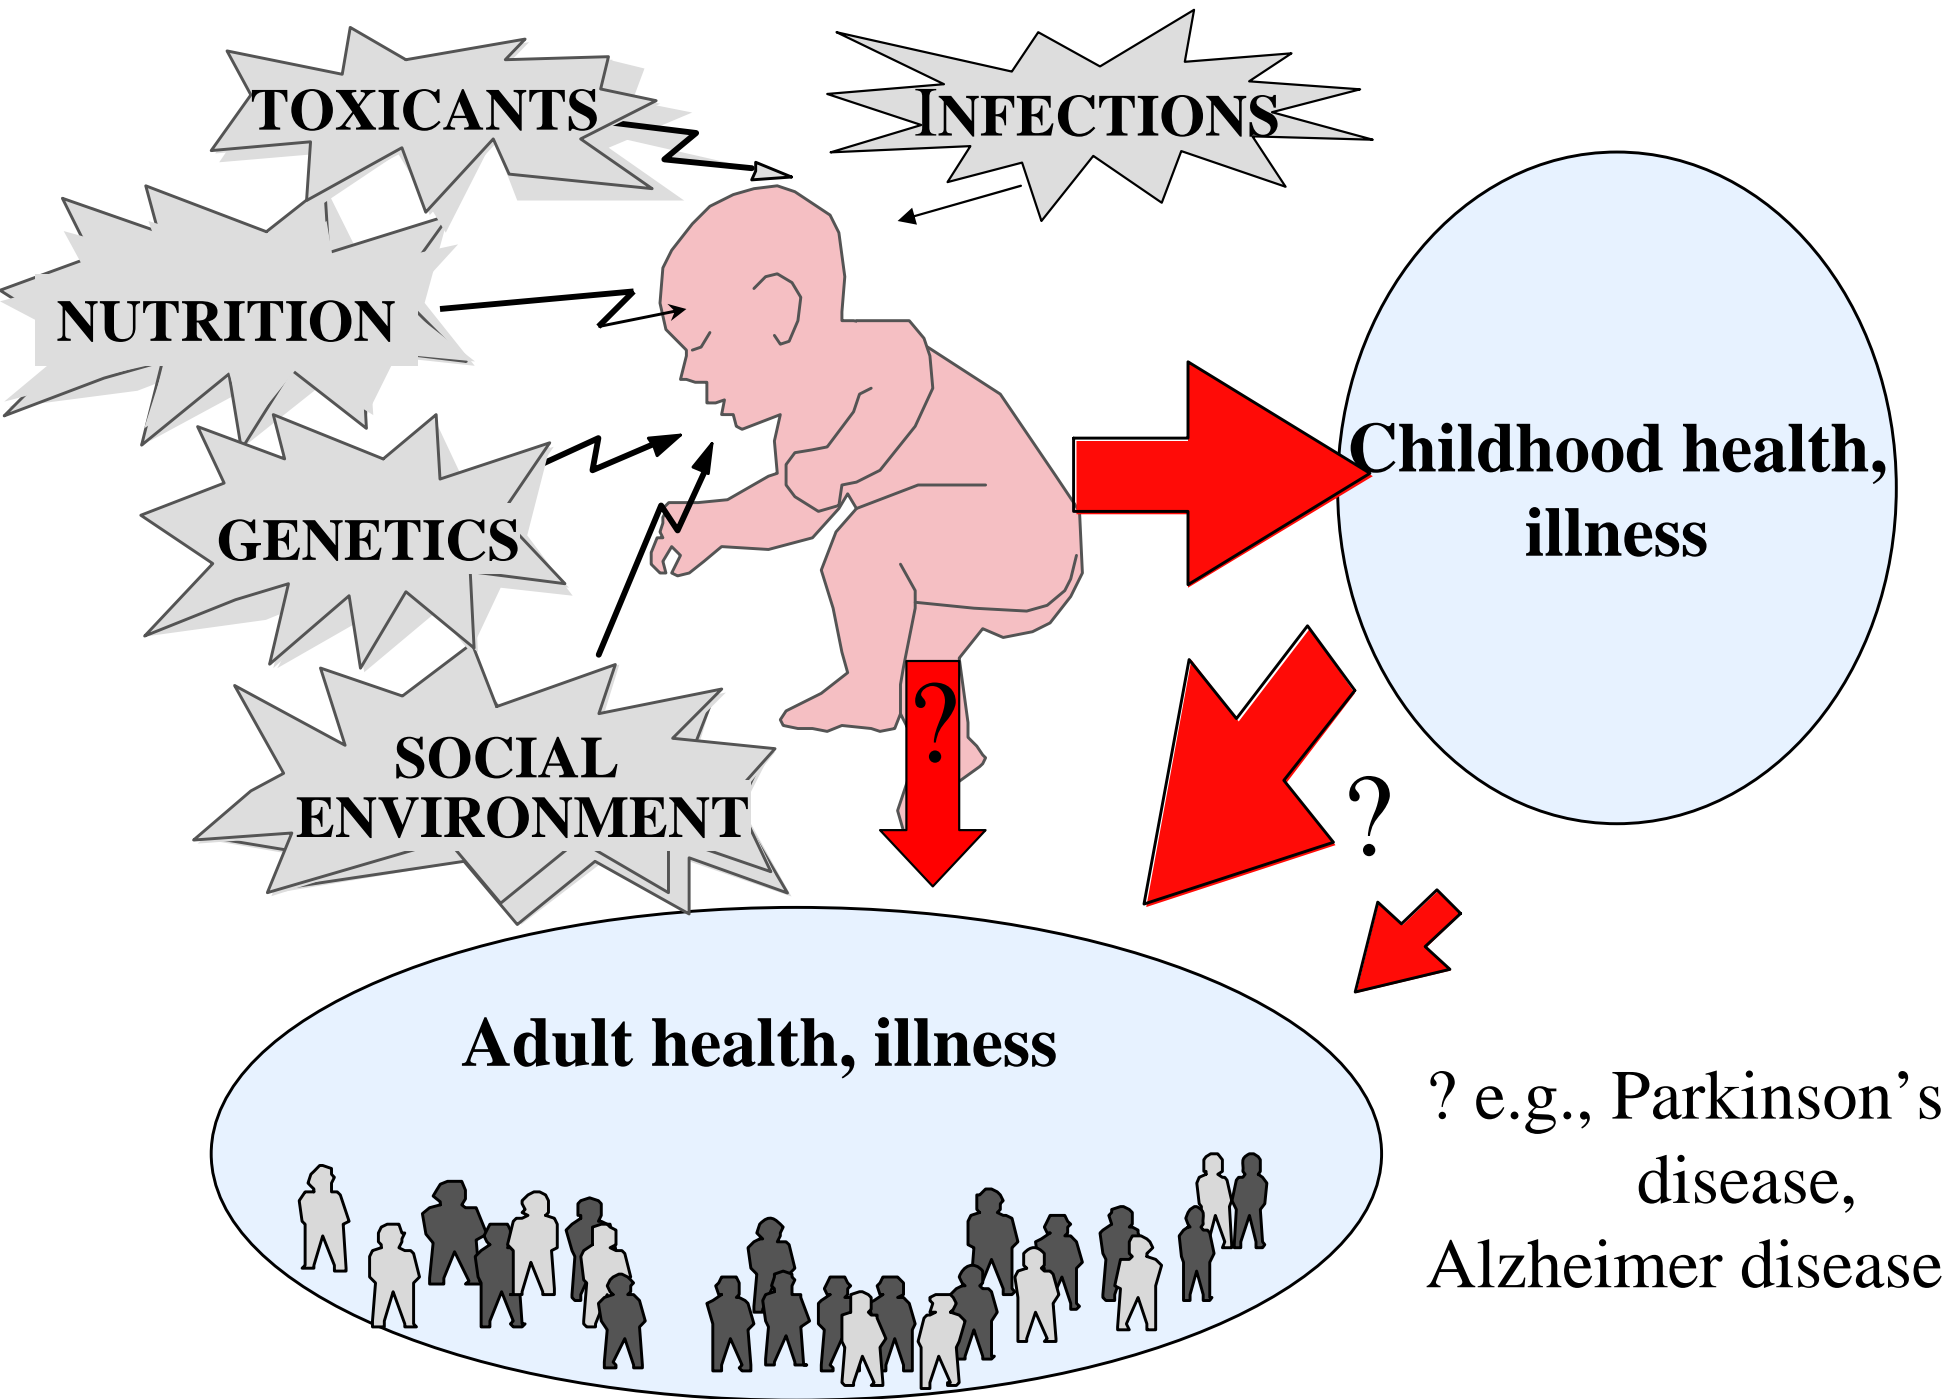 TOXICANTS
INFECTIONS
NUTRITION
GENETICS
SOCIAL
ENVIRONMENT
Childhood health,
illness
?
?
Adult health, illness
? e.g., Parkinson’s
disease,
Alzheimer disease